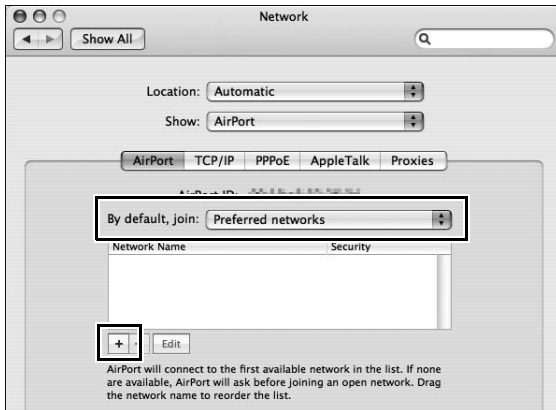 Network
Show All
Location: Automatic
Show: AirPort
AirPort TCP/IP PPPoE AppleTalk Proxies
By default, join: Preferred networks
Network Name Security
+ Edit
AirPort will connect to the first available network in the list. If none
are available, AirPort will ask before joining an open network. Drag
the network name to reorder the list.